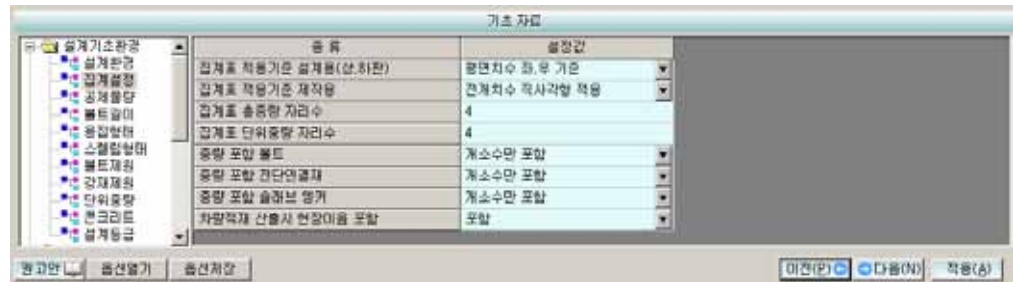 기초 자료
설계기초환경
설계환경
집계설정
공제물량
볼트길이
용접형태
스캘럽형태
볼트제원
강재제원
단위중량
콘크리트
설계등급
종 류 설정값
집계표 적용기준 설계용(상,하판) 평면치수 좌,우 기준
집계표 적용기준 제작용 전개치수 직사각형 적용
집계표 총중량 자리수 4
집계표 단위중량 자리수 4
중량 포함 볼트 개소수만 포함
중량 포함 전단연결재 개소수만 포함
중량 포함 슬래브 앵커 개소수만 포함
차량적재 산출시 현장이음 포함 포함
원고안 옵션열기 옵션저장 이전(P) 다음(N) 적용(A)